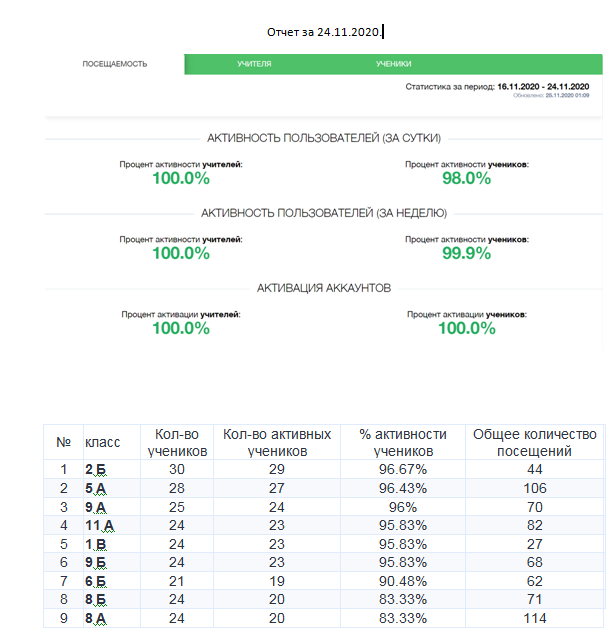 Отчет за 24.11.2020.
ПОСЕЩАЕМОСТЬ УЧИТЕЛЯ УЧЕНИКИ
Статистика за период: 16.11.2020 - 24.11.2020
Обновлено: 25.11.2020 01:09
АКТИВНОСТЬ ПОЛЬЗОВАТЕЛЕЙ (ЗА СУТКИ)
Процент активности учителей: Процент активности учеников:
100.0% 98.0%
АКТИВНОСТЬ ПОЛЬЗОВАТЕЛЕЙ (ЗА НЕДЕЛЮ)
Процент активности учителей: Процент активности учеников:
100.0% 99.9%
АКТИВАЦИЯ АККАУНТОВ
Процент активации учителей: Процент активации учеников:
100.0% 100.0%
№ класс Кол-во учеников Кол-во активных учеников % активности учеников Общее количество посещений
1 2 Б 30 29 96.67% 44
2 5 А 28 27 96.43% 106
3 9 А 25 24 96% 70
4 11 А 24 23 95.83% 82
5 1 В 24 23 95.83% 27
6 9 Б 24 23 95.83% 68
7 6 Б 21 19 90.48% 62
8 8 Б 24 20 83.33% 71
9 8 А 24 20 83.33% 114